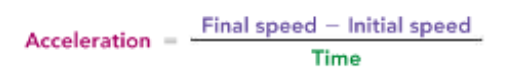 Acceleration = Final speed − Initial speed
Time